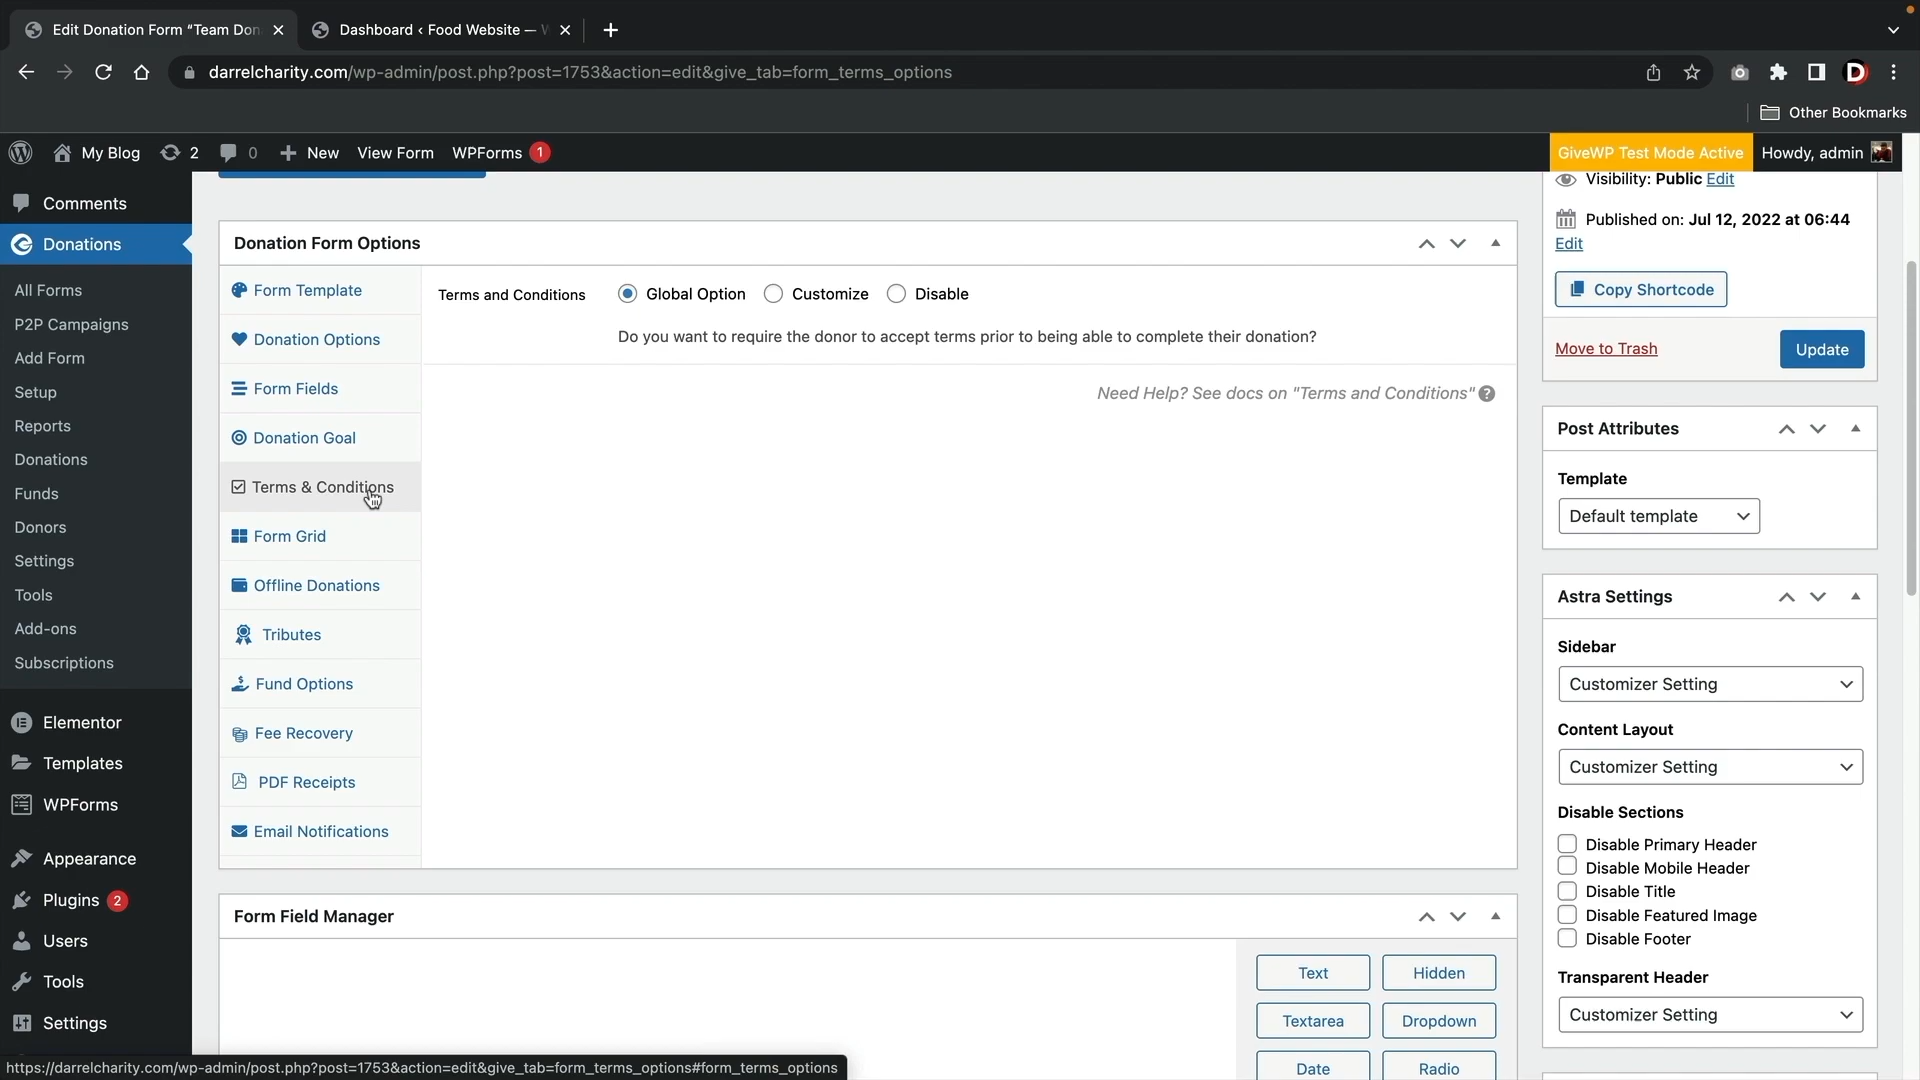 Edit Donation Form “Team Don
Dashboard ‹ Food Website — W
darrelcharity.com/wp-admin/post.php?post=1753&action=edit&give_tab=form_terms_options
Other Bookmarks
My Blog 2 0 New View Form WPForms 1
GiveWP Test Mode Active Howdy, admin
Comments
Donations
All Forms
P2P Campaigns
Add Form
Setup
Reports
Donations
Funds
Donors
Settings
Tools
Add-ons
Subscriptions
Elementor
Templates
WPForms
Appearance
Plugins 2
Users
Tools
Settings
Donation Form Options
Form Template
Donation Options
Form Fields
Donation Goal
Terms & Conditions
Form Grid
Offline Donations
Tributes
Fund Options
Fee Recovery
PDF Receipts
Email Notifications
Terms and Conditions Global Option Customize Disable
Do you want to require the donor to accept terms prior to being able to complete their donation?
Need Help? See docs on "Terms and Conditions" ?
Form Field Manager
Text Hidden
Textarea Dropdown
Date Radio
Visibility: Public Edit
Published on: Jul 12, 2022 at 06:44
Edit
Copy Shortcode
Move to Trash Update
Post Attributes
Template
Default template
Astra Settings
Sidebar
Customizer Setting
Content Layout
Customizer Setting
Disable Sections
Disable Primary Header
Disable Mobile Header
Disable Title
Disable Featured Image
Disable Footer
Transparent Header
Customizer Setting
https://darrelcharity.com/wp-admin/post.php?post=1753&action=edit&give_tab=form_terms_options#form_terms_options